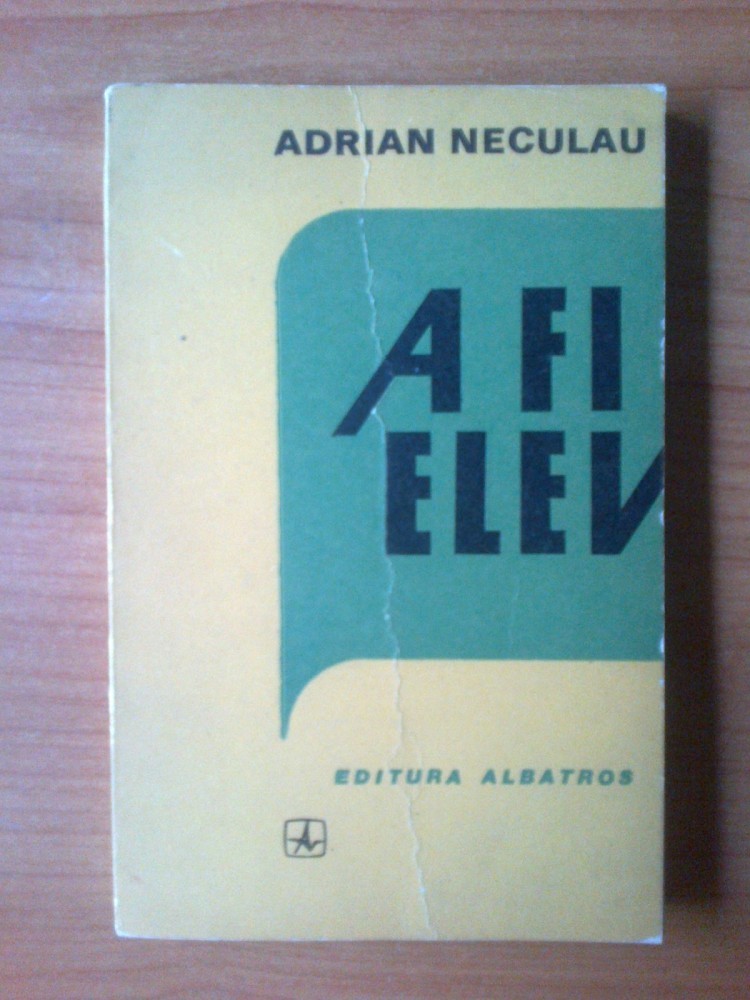 ADRIAN NECULAU
A FI
ELEV
EDITURA ALBATROS